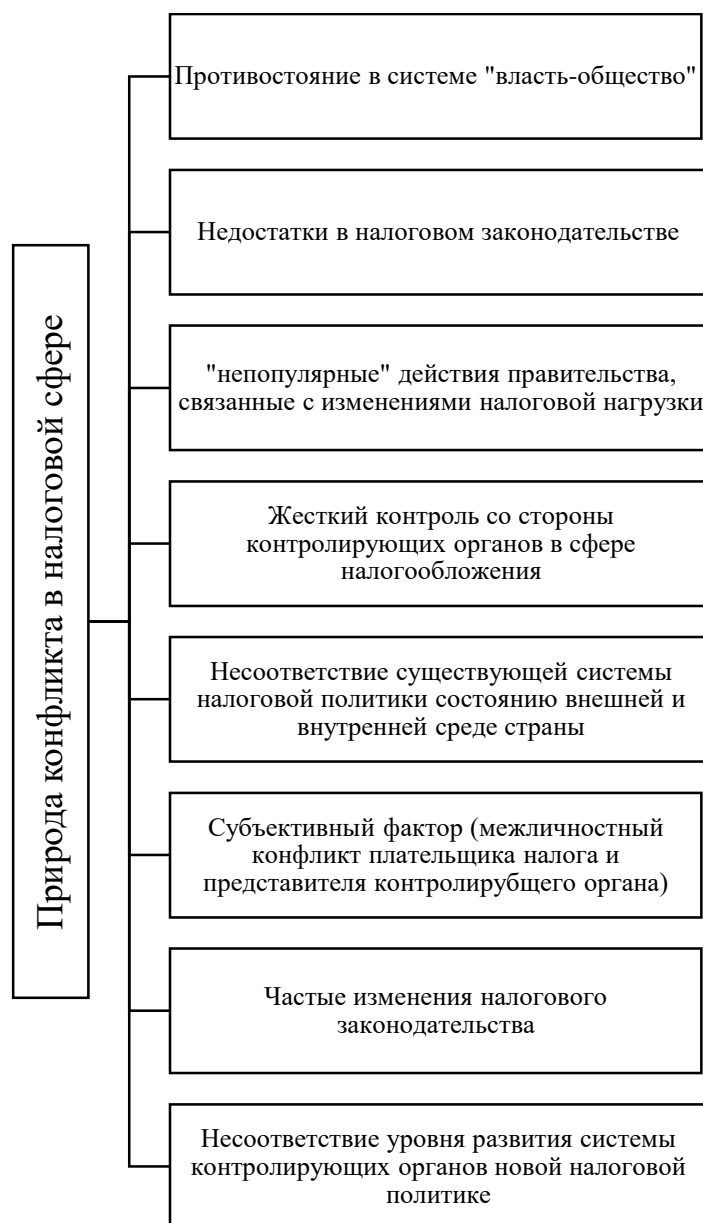 Природа конфликта в налоговой сфере
Противостояние в системе "власть-общество"
Недостатки в налоговом законодательстве
"непопулярные" действия правительства,
связанные с изменениями налоговой нагрузки
Жесткий контроль со стороны
контролирующих органов в сфере
налогообложения
Несоответствие существующей системы
налоговой политики состоянию внешней и
внутренней среде страны
Субъективный фактор (межличностный
конфликт плательщика налога и
представителя контролирубщего органа)
Частые изменения налогового
законодательства
Несоответствие уровня развития системы
контролирующих органов новой налоговой
политике